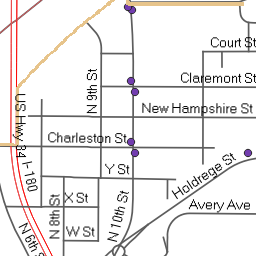 Court St
Claremont St
N 9th St
New Hampshire St
US Hwy 34
Charleston St
I-180
Y St
Holdrege St
X St
N 8th St
Avery Ave
N 10th St
W St
N 6th St